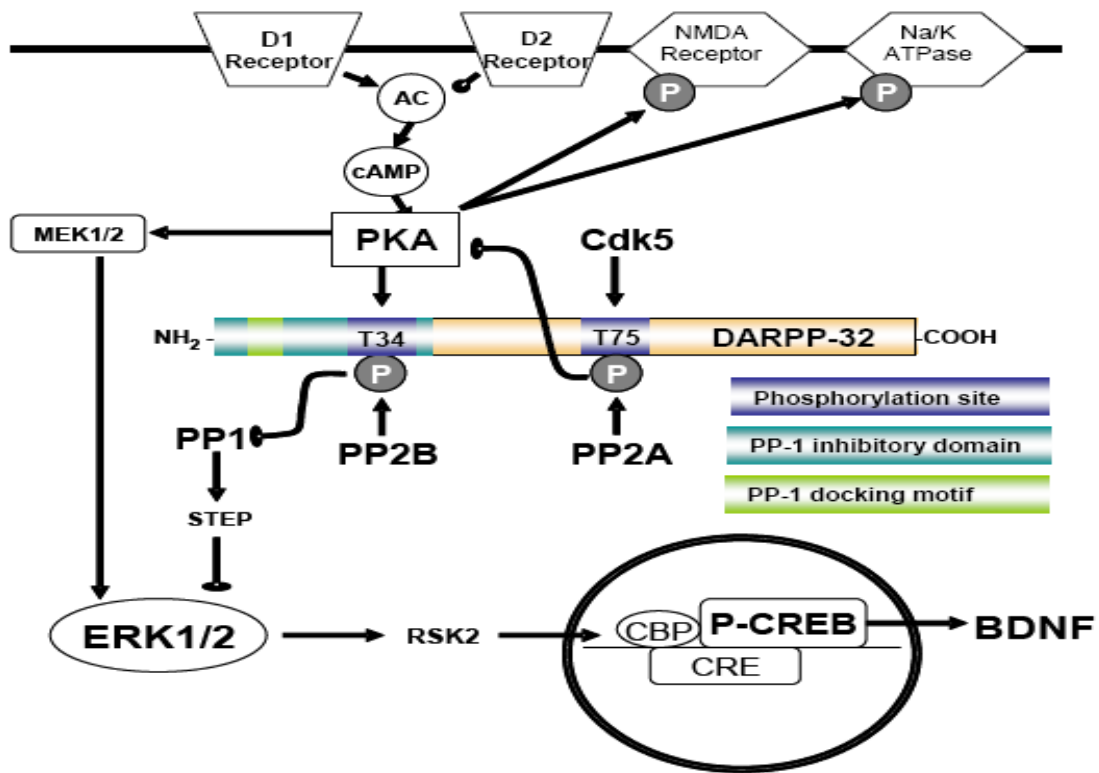 D1
Receptor
D2
Receptor
NMDA
Receptor
Na/K
ATPase
AC
P
P
cAMP
MEK1/2
PKA
Cdk5
NH2 -
T34
T75
DARPP-32
-COOH
P
P
Phosphorylation site
PP1
PP2B
PP2A
PP-1 inhibitory domain
PP-1 docking motif
STEP
ERK1/2
RSK2
CBP
P-CREB
BDNF
CRE